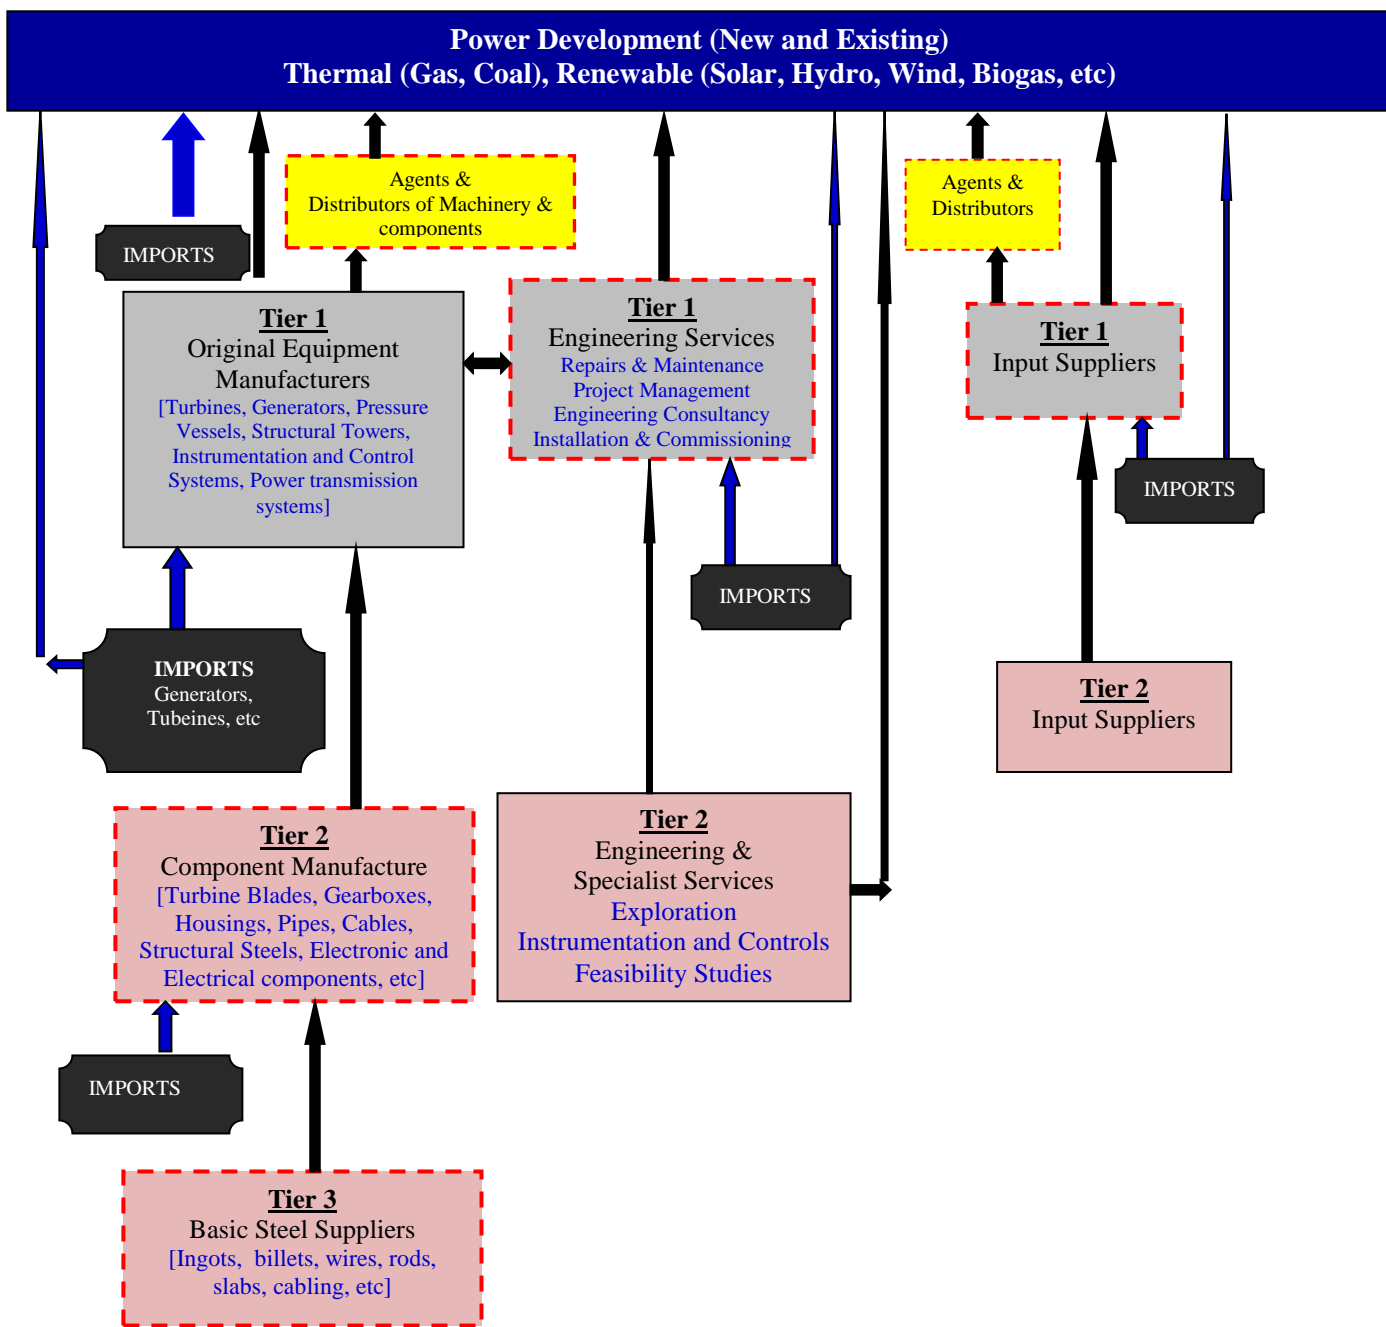 Power Development (New and Existing)
Thermal (Gas, Coal), Renewable (Solar, Hydro, Wind, Biogas, etc)
Agents &
Distributors of Machinery &
components
Agents &
Distributors
IMPORTS
Tier 1
Original Equipment
Manufacturers
[Turbines, Generators, Pressure
Vessels, Structural Towers,
Instrumentation and Control
Systems, Power transmission
systems]
Tier 1
Engineering Services
Repairs & Maintenance
Project Management
Engineering Consultancy
Installation & Commissioning
Tier 1
Input Suppliers
IMPORTS
IMPORTS
IMPORTS
Generators,
Tubeines, etc
Tier 2
Input Suppliers
Tier 2
Component Manufacture
[Turbine Blades, Gearboxes,
Housings, Pipes, Cables,
Structural Steels, Electronic and
Electrical components, etc]
Tier 2
Engineering &
Specialist Services
Exploration
Instrumentation and Controls
Feasibility Studies
IMPORTS
Tier 3
Basic Steel Suppliers
[Ingots,  billets, wires, rods,
slabs, cabling, etc]